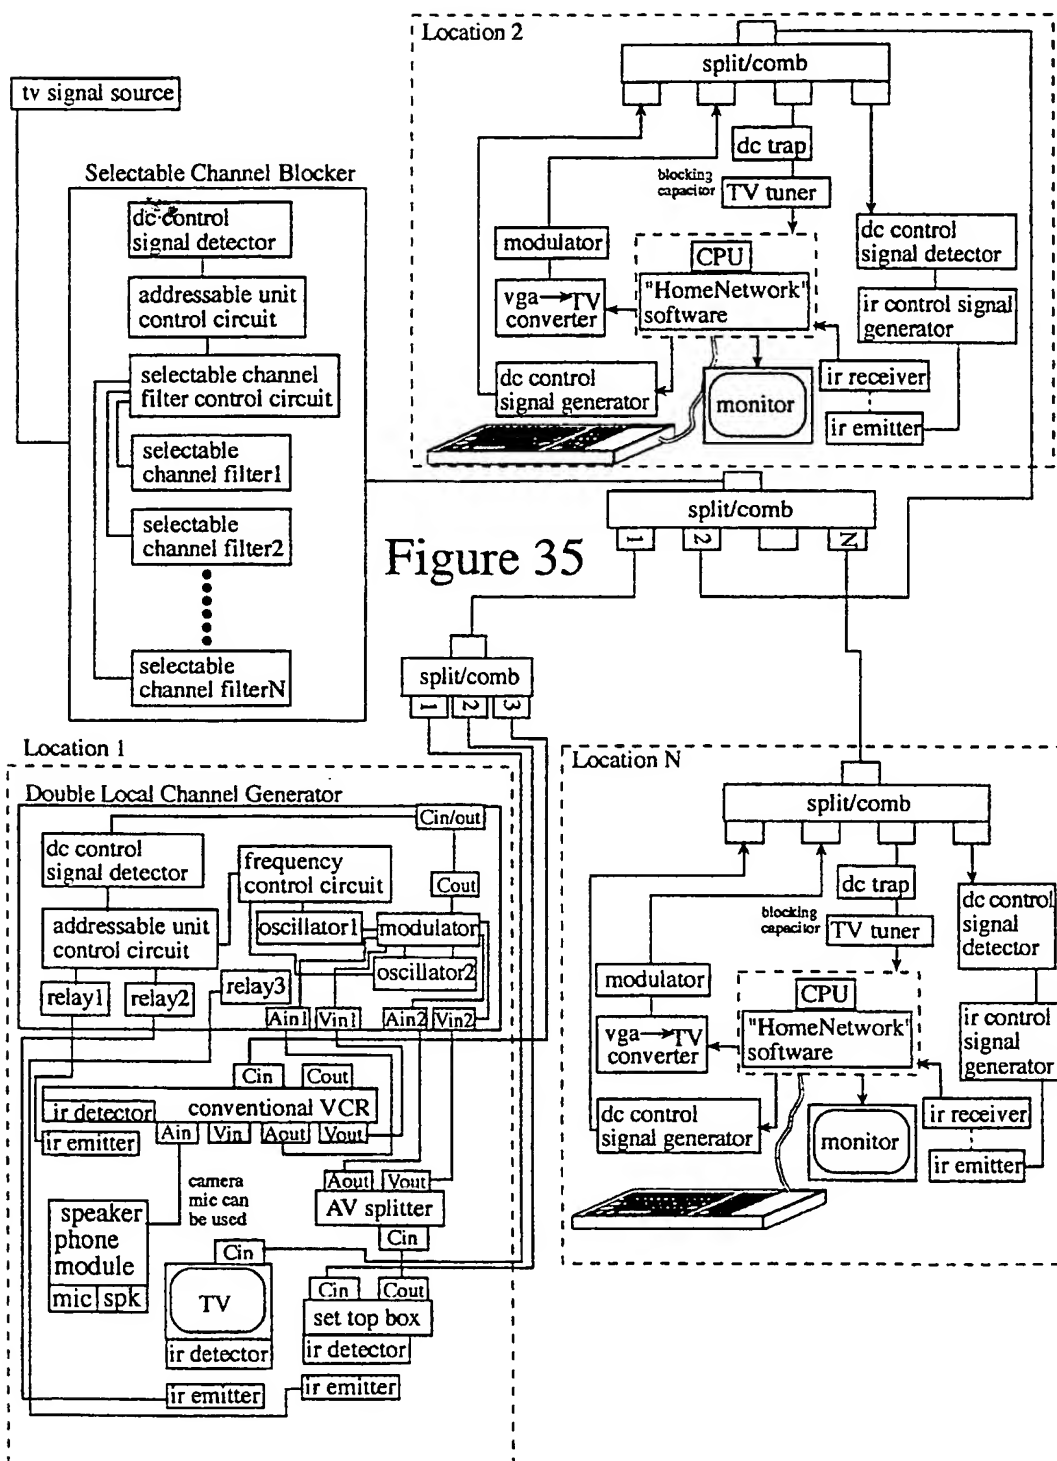 Location 2
split/comb
tv signal source
dc trap
blocking
capacitor
TV tuner
modulator
CPU
"HomeNetwork"
software
vga→TV
converter
dc control
signal detector
ir control signal
generator
ir receiver
ir emitter
dc control
signal generator
monitor
Selectable Channel Blocker
dc control
signal detector
addressable unit
control circuit
selectable channel
filter control circuit
selectable
channel filter1
selectable
channel filter2
selectable
channel filterN
split/comb
1 2 N
Figure 35
split/comb
1 2 3
Location 1
Double Local Channel Generator
Cin/out
dc control
signal detector
frequency
control circuit
Cout
addressable unit
control circuit
oscillator1
modulator
oscillator2
relay1
relay2
relay3
Ain1 Vin1 Ain2 Vin2
Cin Cout
ir detector conventional VCR
ir emitter
Ain Vin Aout Vout
camera
mic can
be used
speaker
phone
module
mic spk
Aout Vout
AV splitter
Cin
Cin
TV
ir detector
Cin Cout
set top box
ir detector
ir emitter
ir emitter
Location N
split/comb
dc trap
blocking
capacitor
TV tuner
dc control
signal
detector
modulator
CPU
"HomeNetwork"
software
vga→TV
converter
ir control
signal
generator
dc control
signal generator
monitor
ir receiver
ir emitter